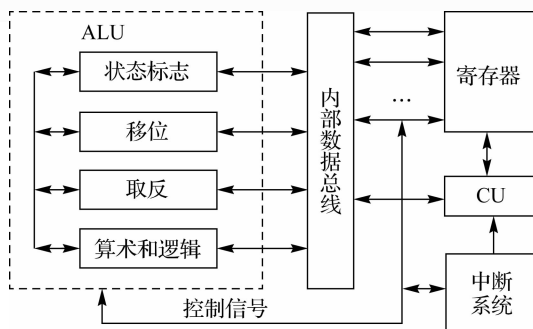 ALU
状态标志
移位
取反
算术和逻辑
内部数据总线
…
寄存器
CU
中断
系统
控制信号